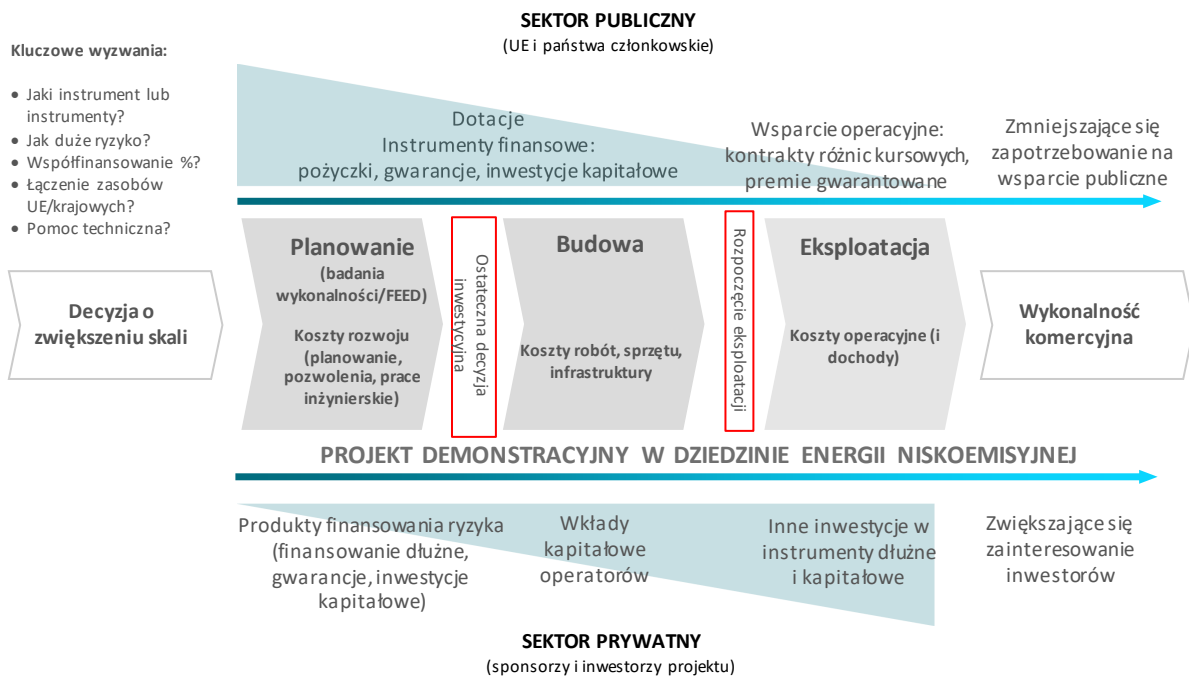 SEKTOR PUBLICZNY
(UE i państwa członkowskie)
Kluczowe wyzwania:
• Jaki instrument lub
instrumenty?
• Jak duże ryzyko?
• Współfinansowanie %?
• Łączenie zasobów
UE/krajowych?
• Pomoc techniczna?
Dotacje
Instrumenty finansowe:
pożyczki, gwarancje, inwestycje kapitałowe
Wsparcie operacyjne:
kontrakty różnic kursowych,
premie gwarantowane
Zmniejszające się
zapotrzebowanie na
wsparcie publiczne
Decyzja o
zwiększeniu skali
Planowanie
(badania
wykonalności/FEED)
Koszty rozwoju
(planowanie,
pozwolenia, prace
inżynierskie)
Ostateczna decyzja
inwestycyjna
Budowa
Koszty robót, sprzętu,
infrastruktury
Rozpoczęcie eksploatacji
Eksploatacja
Koszty operacyjne (i
dochody)
Wykonalność
komercyjna
PROJEKT DEMONSTRACYJNY W DZIEDZINIE ENERGII NISKOEMISYJNEJ
Produkty finansowania ryzyka
(finansowanie dłużne,
gwarancje, inwestycje
kapitałowe)
Wkłady
kapitałowe
operatorów
Inne inwestycje w
instrumenty dłużne
i kapitałowe
Zwiększające się
zainteresowanie
inwestorów
SEKTOR PRYWATNY
(sponsorzy i inwestorzy projektu)